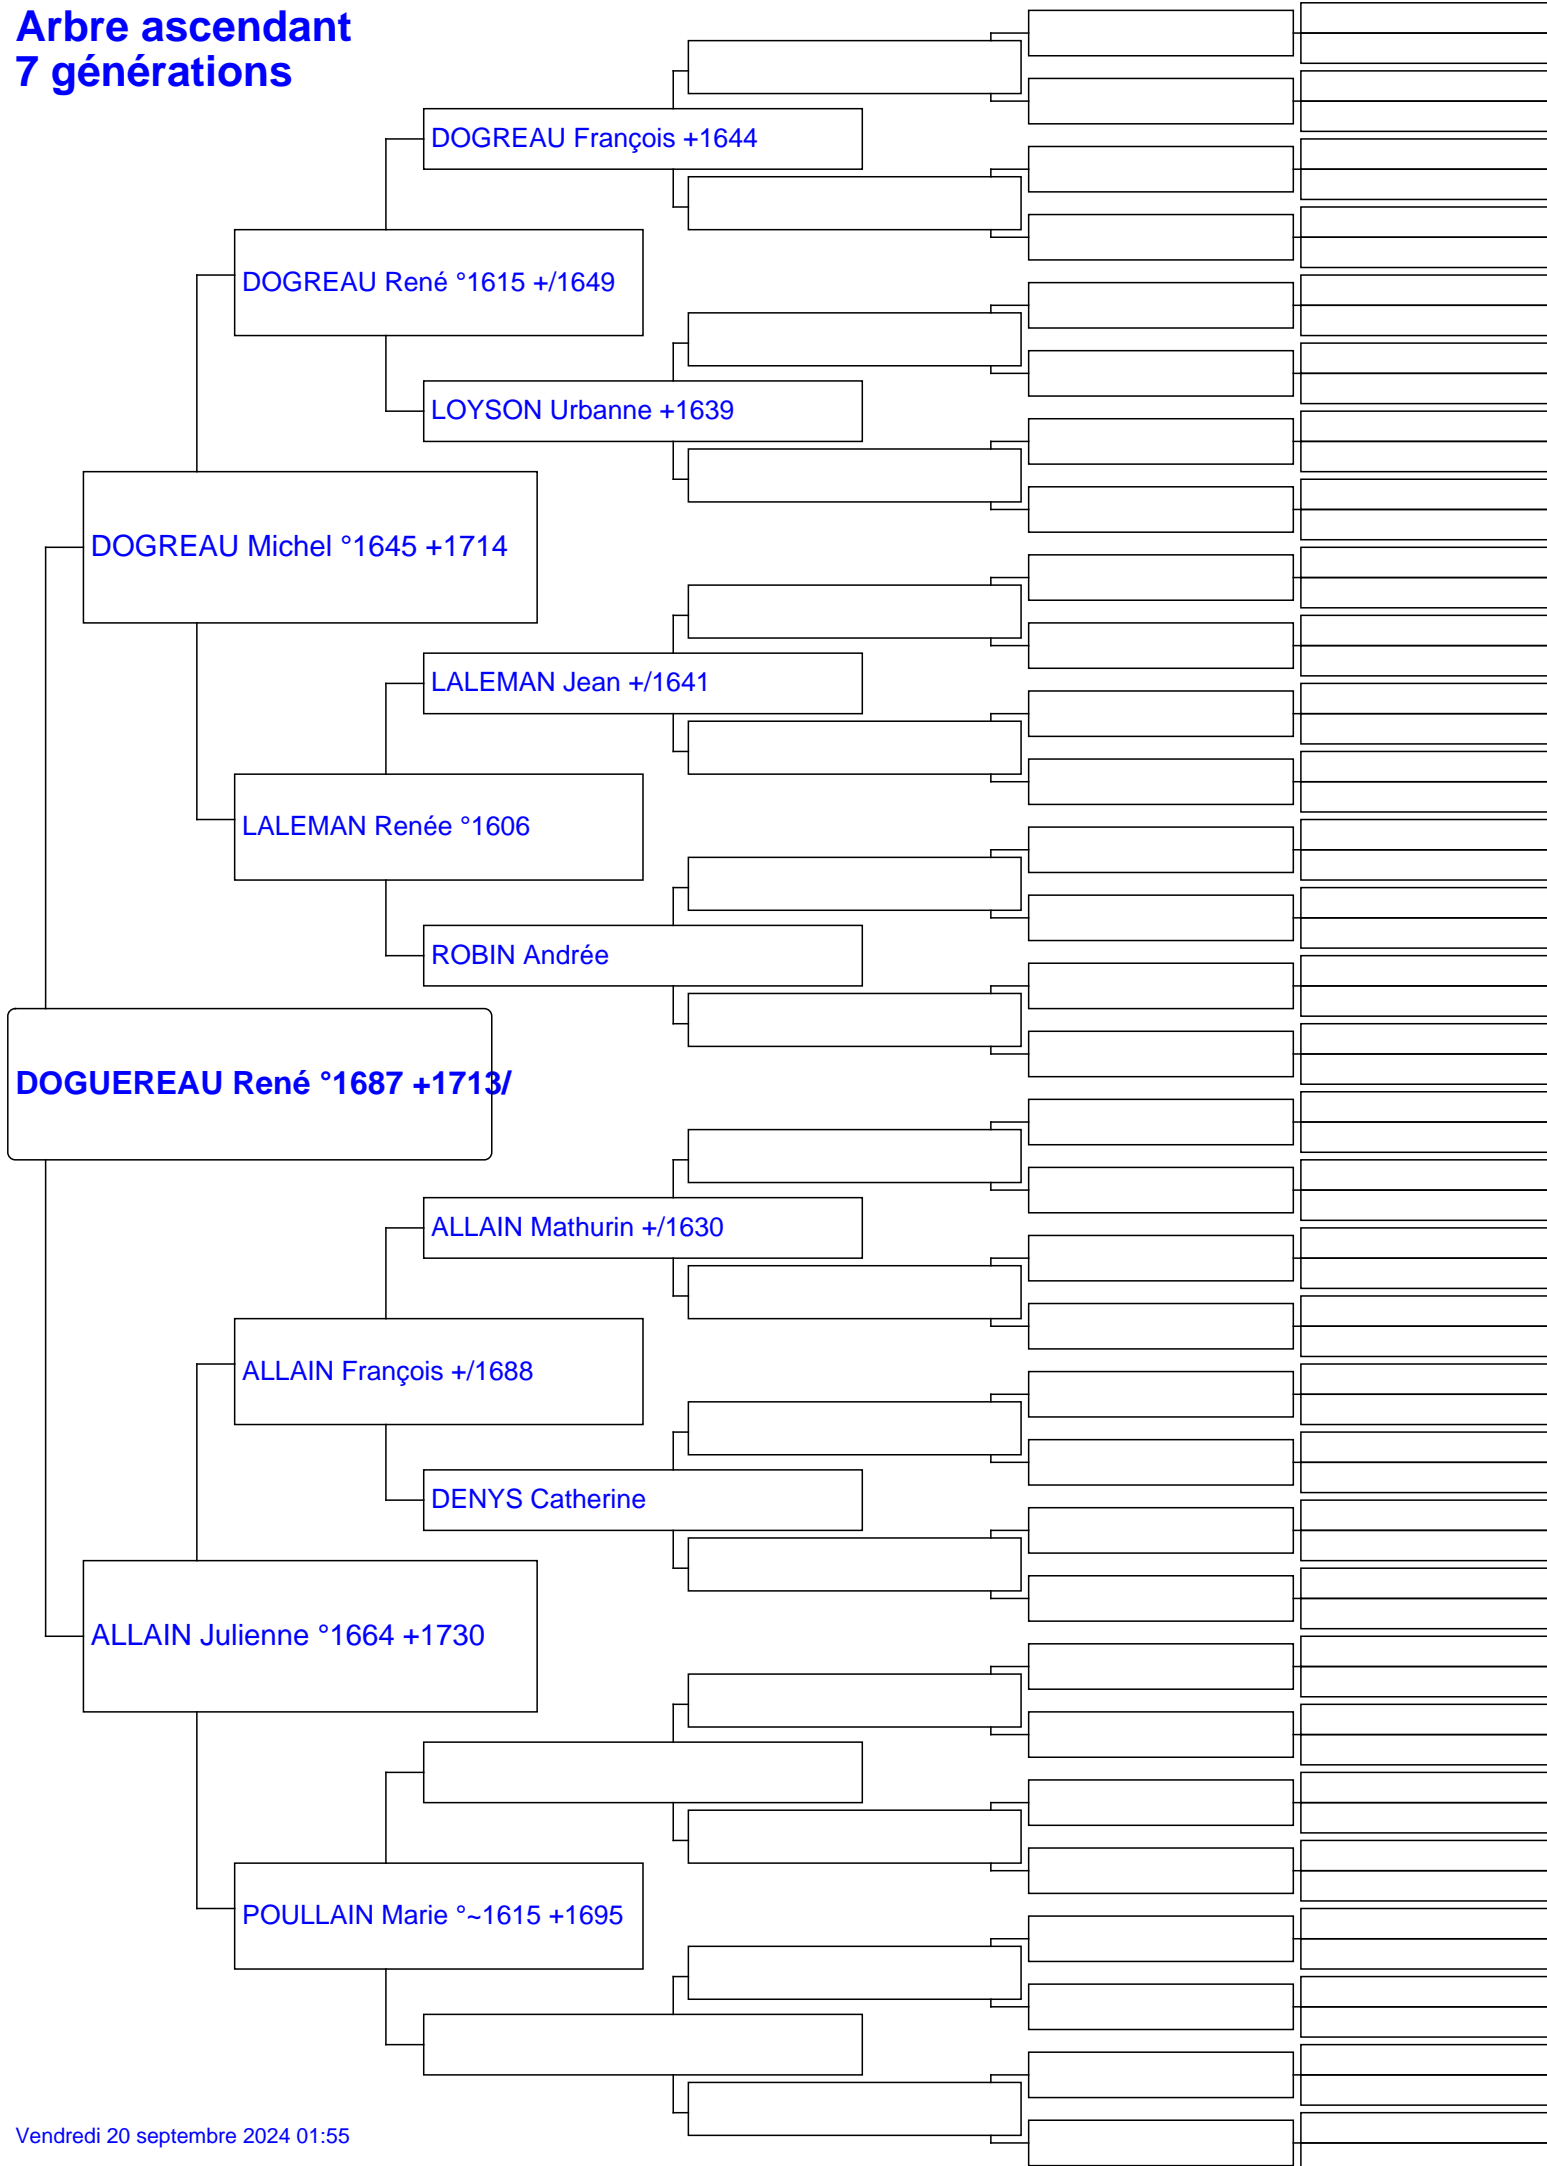 Arbre ascendant
7 générations
DOGREAU François +1644
DOGREAU René °1615 +/1649
LOYSON Urbanne +1639
DOGREAU Michel °1645 +1714
LALEMAN Jean +/1641
LALEMAN Renée °1606
ROBIN Andrée
DOGUEREAU René °1687 +1713/
ALLAIN Mathurin +/1630
ALLAIN François +/1688
DENYS Catherine
ALLAIN Julienne °1664 +1730
POULLAIN Marie °~1615 +1695
Vendredi 20 septembre 2024 01:55